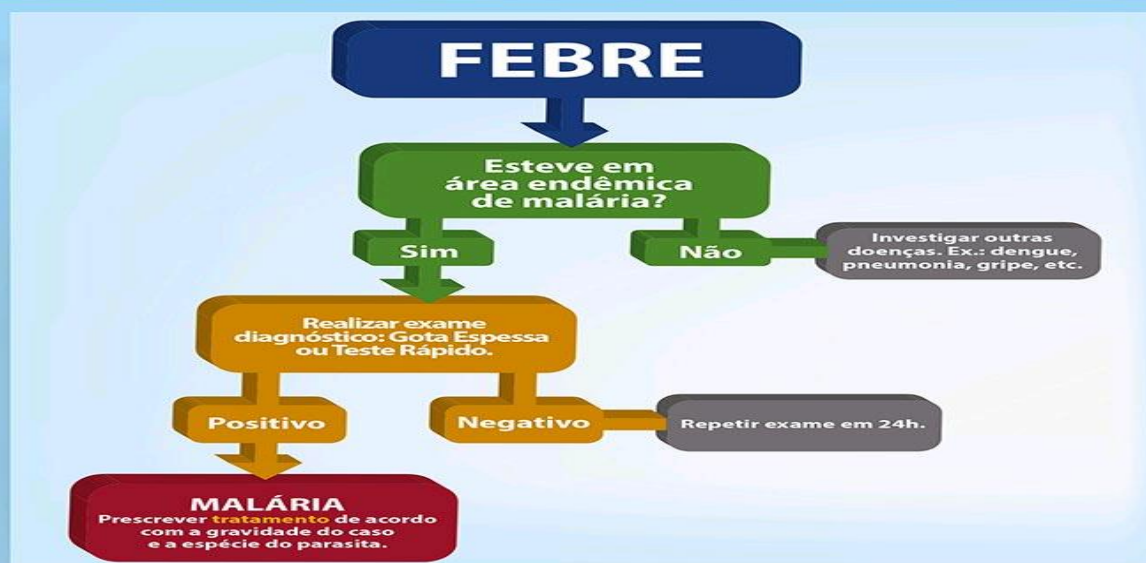 FEBRE
Esteve em
área endêmica
de malária?
Sim
Não
Investigar outras
doenças. Ex.: dengue,
pneumonia, gripe, etc.
Realizar exame
diagnóstico: Gota Espessa
ou Teste Rápido.
Positivo
Negativo
Repetir exame em 24h.
MALÁRIA
Prescrever tratamento de acordo
com a gravidade do caso
e a espécie do parasita.